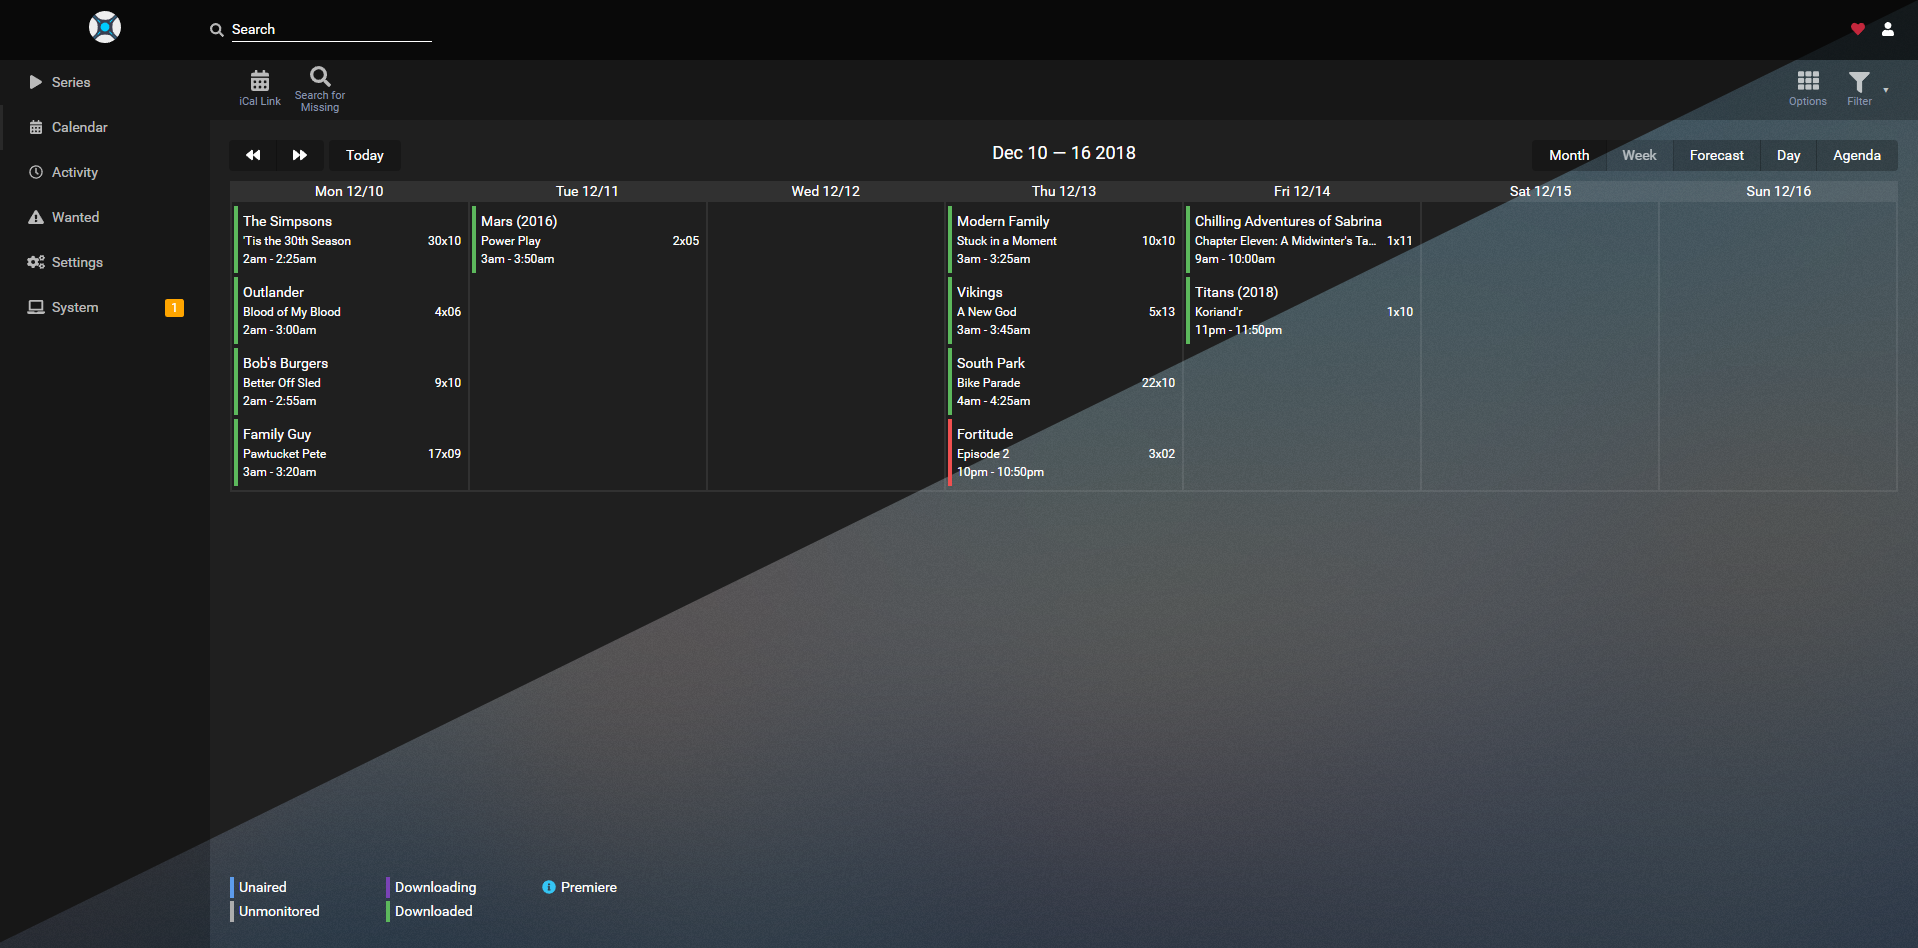 Search
Series
Calendar
Activity
Wanted
Settings
System 1
iCal Link
Search for
Missing
Options
Filter
Today
Dec 10 — 16 2018
Month Week Forecast Day Agenda
Mon 12/10 Tue 12/11 Wed 12/12 Thu 12/13 Fri 12/14 Sat 12/15 Sun 12/16
The Simpsons
'Tis the 30th Season 30x10
2am - 2:25am
Outlander
Blood of My Blood 4x06
2am - 3:00am
Bob's Burgers
Better Off Sled 9x10
2am - 2:55am
Family Guy
Pawtucket Pete 17x09
3am - 3:20am
Mars (2016)
Power Play 2x05
3am - 3:50am
Modern Family
Stuck in a Moment 10x10
3am - 3:25am
Vikings
A New God 5x13
3am - 3:45am
South Park
Bike Parade 22x10
4am - 4:25am
Fortitude
Episode 2 3x02
10pm - 10:50pm
Chilling Adventures of Sabrina
Chapter Eleven: A Midwinter's Ta... 1x11
9am - 10:00am
Titans (2018)
Koriand'r 1x10
11pm - 11:50pm
Unaired Downloading Premiere
Unmonitored Downloaded